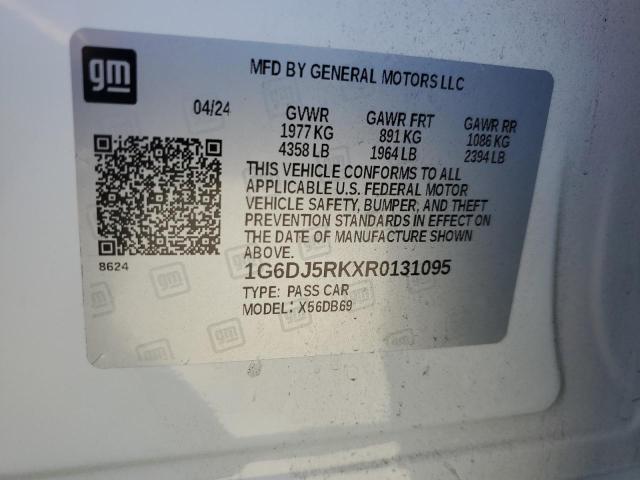 gm
MFD BY GENERAL MOTORS LLC
04/24 GVWR GAWR FRT GAWR RR
1977 KG 891 KG 1086 KG
4358 LB 1964 LB 2394 LB
THIS VEHICLE CONFORMS TO ALL
APPLICABLE U.S. FEDERAL MOTOR
VEHICLE SAFETY, BUMPER, AND THEFT
PREVENTION STANDARDS IN EFFECT ON
THE DATE OF MANUFACTURE SHOWN
ABOVE.
8624
1G6DJ5RKXR0131095
TYPE: PASS CAR
MODEL: X56DB69